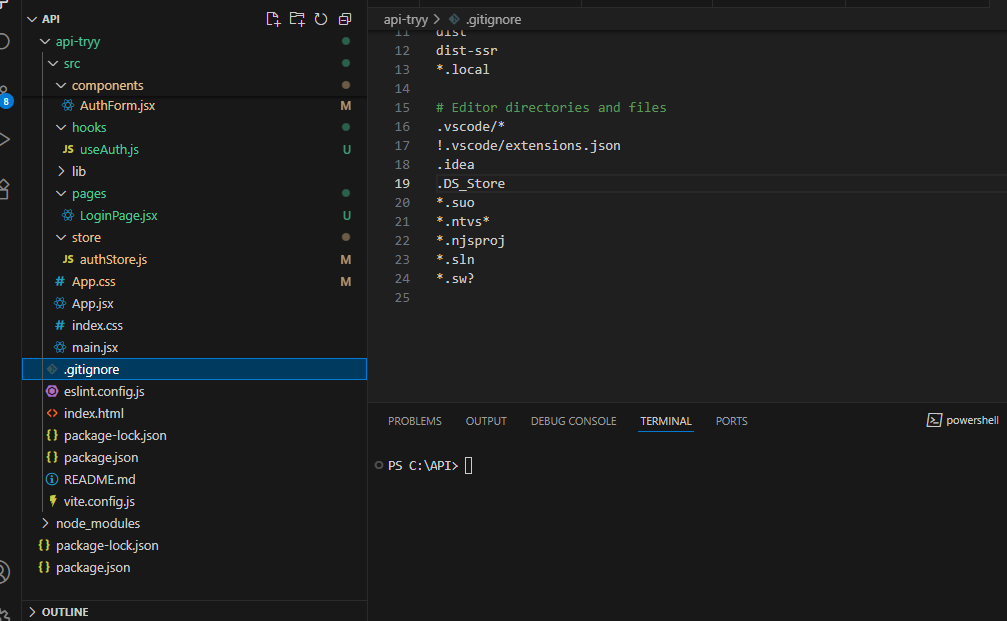 API
api-tryy
src
components
AuthForm.jsx M
hooks
JS useAuth.js U
lib
pages
LoginPage.jsx U
store
JS authStore.js M
# App.css M
App.jsx
# index.css
main.jsx
.gitignore
eslint.config.js
<> index.html
{} package-lock.json
{} package.json
README.md
vite.config.js
node_modules
{} package-lock.json
{} package.json
OUTLINE
8
api-tryy > .gitignore
11 dist
12 dist-ssr
13 *.local
14
15 # Editor directories and files
16 .vscode/*
17 !.vscode/extensions.json
18 .idea
19 .DS_Store
20 *.suo
21 *.ntvs*
22 *.njsproj
23 *.sln
24 *.sw?
25
PROBLEMS OUTPUT DEBUG CONSOLE TERMINAL PORTS powershell
PS C:\API>